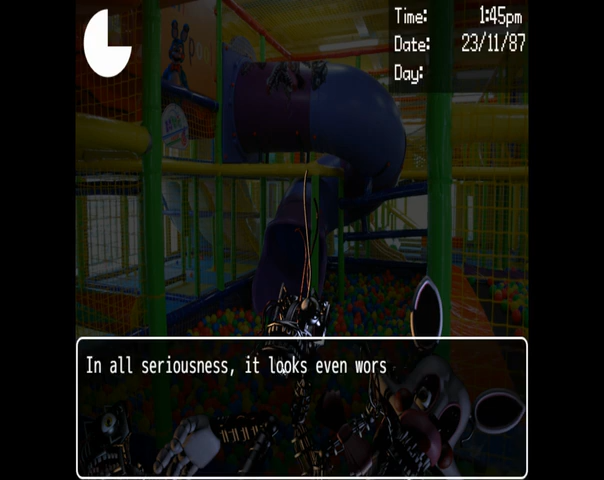 Time: 1:45pm
Date: 23/11/87
Day:
In all seriousness, it looks even wors